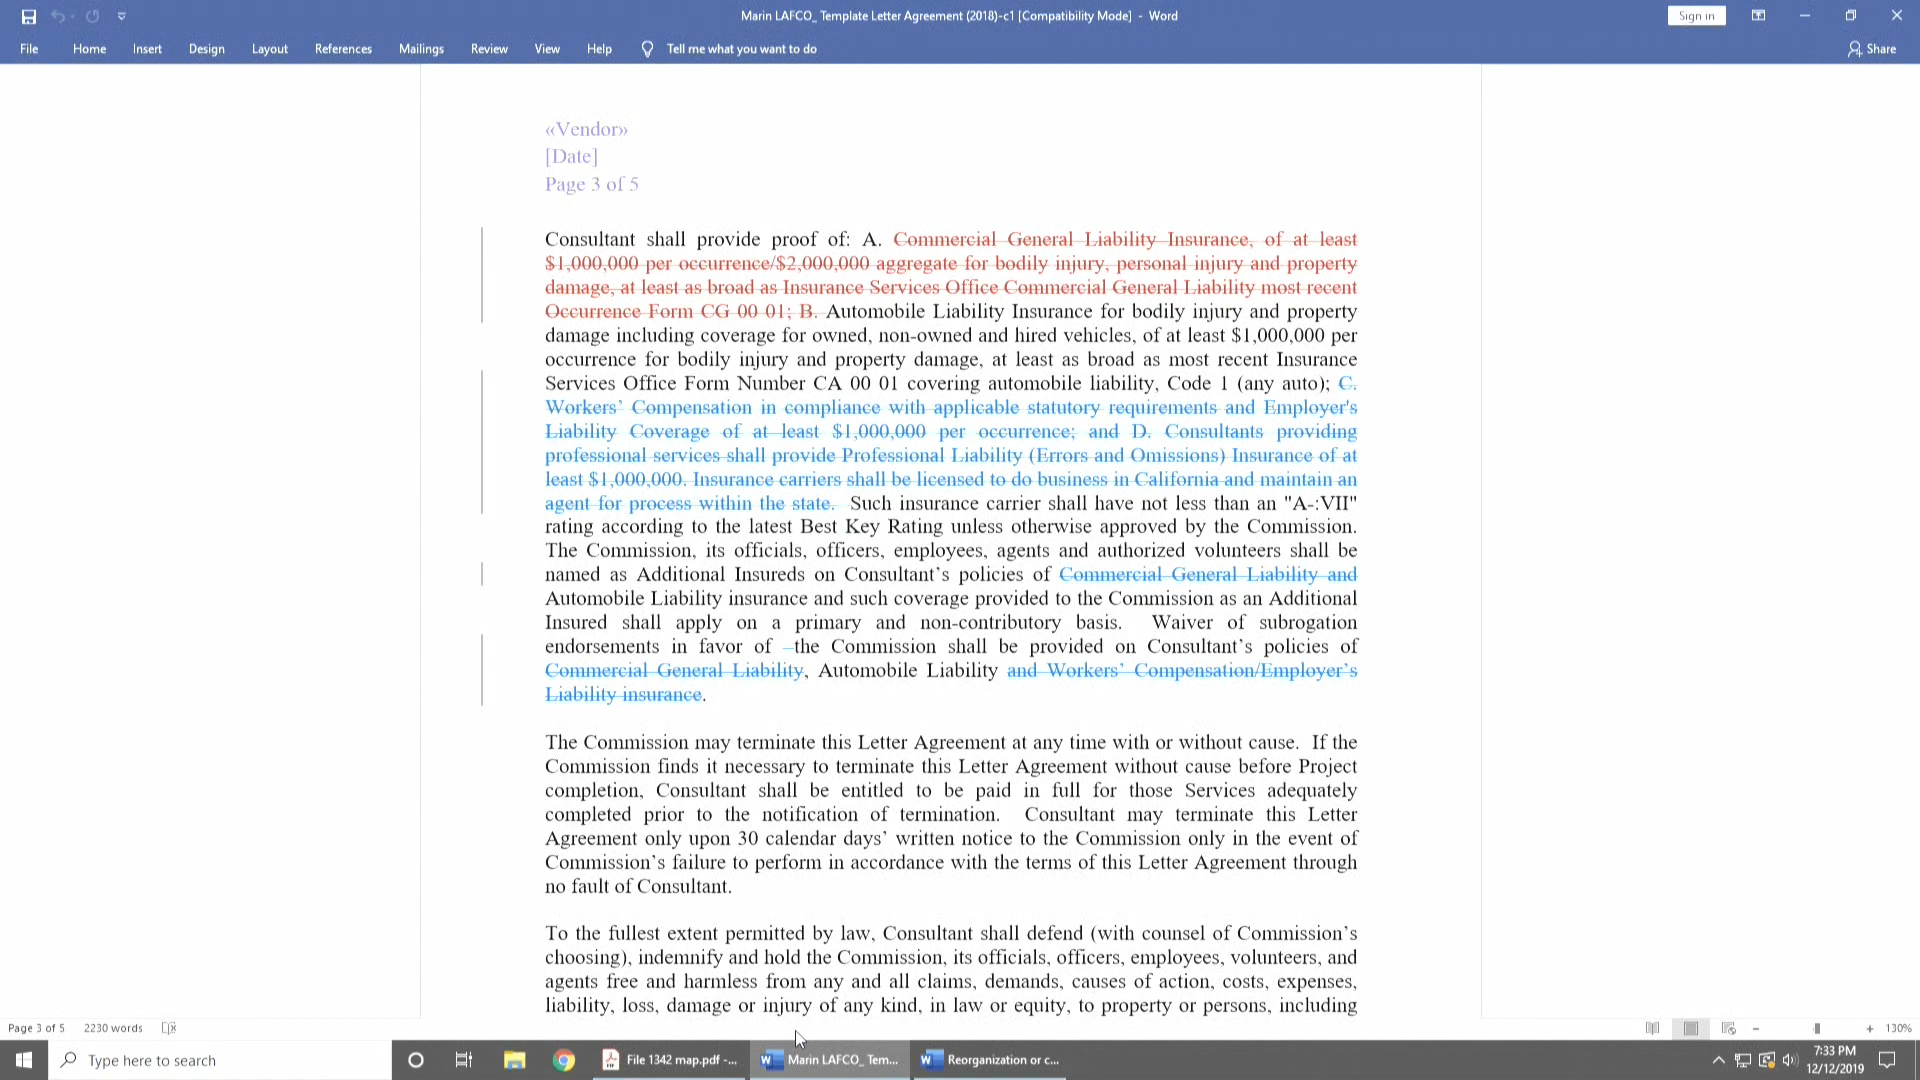 Marin LAFCO_ Template Letter Agreement (2018)-c1 [Compatibility Mode] - Word
Sign in
File Home Insert Design Layout References Mailings Review View Help Tell me what you want to do Share
«Vendor»
[Date]
Page 3 of 5
Consultant shall provide proof of: A. Commercial General Liability Insurance, of at least
$1,000,000 per occurrence/$2,000,000 aggregate for bodily injury, personal injury and property
damage, at least as broad as Insurance Services Office Commercial General Liability most recent
Occurrence Form CG 00 01; B. Automobile Liability Insurance for bodily injury and property
damage including coverage for owned, non-owned and hired vehicles, of at least $1,000,000 per
occurrence for bodily injury and property damage, at least as broad as most recent Insurance
Services Office Form Number CA 00 01 covering automobile liability, Code 1 (any auto); C.
Workers’ Compensation in compliance with applicable statutory requirements and Employer's
Liability Coverage of at least $1,000,000 per occurrence; and D. Consultants providing
professional services shall provide Professional Liability (Errors and Omissions) Insurance of at
least $1,000,000. Insurance carriers shall be licensed to do business in California and maintain an
agent for process within the state. Such insurance carrier shall have not less than an "A-:VII"
rating according to the latest Best Key Rating unless otherwise approved by the Commission.
The Commission, its officials, officers, employees, agents and authorized volunteers shall be
named as Additional Insureds on Consultant’s policies of Commercial General Liability and
Automobile Liability insurance and such coverage provided to the Commission as an Additional
Insured shall apply on a primary and non-contributory basis. Waiver of subrogation
endorsements in favor of the Commission shall be provided on Consultant’s policies of
Commercial General Liability, Automobile Liability and Workers’ Compensation/Employer’s
Liability insurance.
The Commission may terminate this Letter Agreement at any time with or without cause. If the
Commission finds it necessary to terminate this Letter Agreement without cause before Project
completion, Consultant shall be entitled to be paid in full for those Services adequately
completed prior to the notification of termination. Consultant may terminate this Letter
Agreement only upon 30 calendar days’ written notice to the Commission only in the event of
Commission’s failure to perform in accordance with the terms of this Letter Agreement through
no fault of Consultant.
To the fullest extent permitted by law, Consultant shall defend (with counsel of Commission’s
choosing), indemnify and hold the Commission, its officials, officers, employees, volunteers, and
agents free and harmless from any and all claims, demands, causes of action, costs, expenses,
liability, loss, damage or injury of any kind, in law or equity, to property or persons, including
Page 3 of 5 2230 words 130%
Type here to search
File 1342 map.pdf -...
Marin LAFCO_ Tem...
Reorganization or c...
7:33 PM
12/12/2019